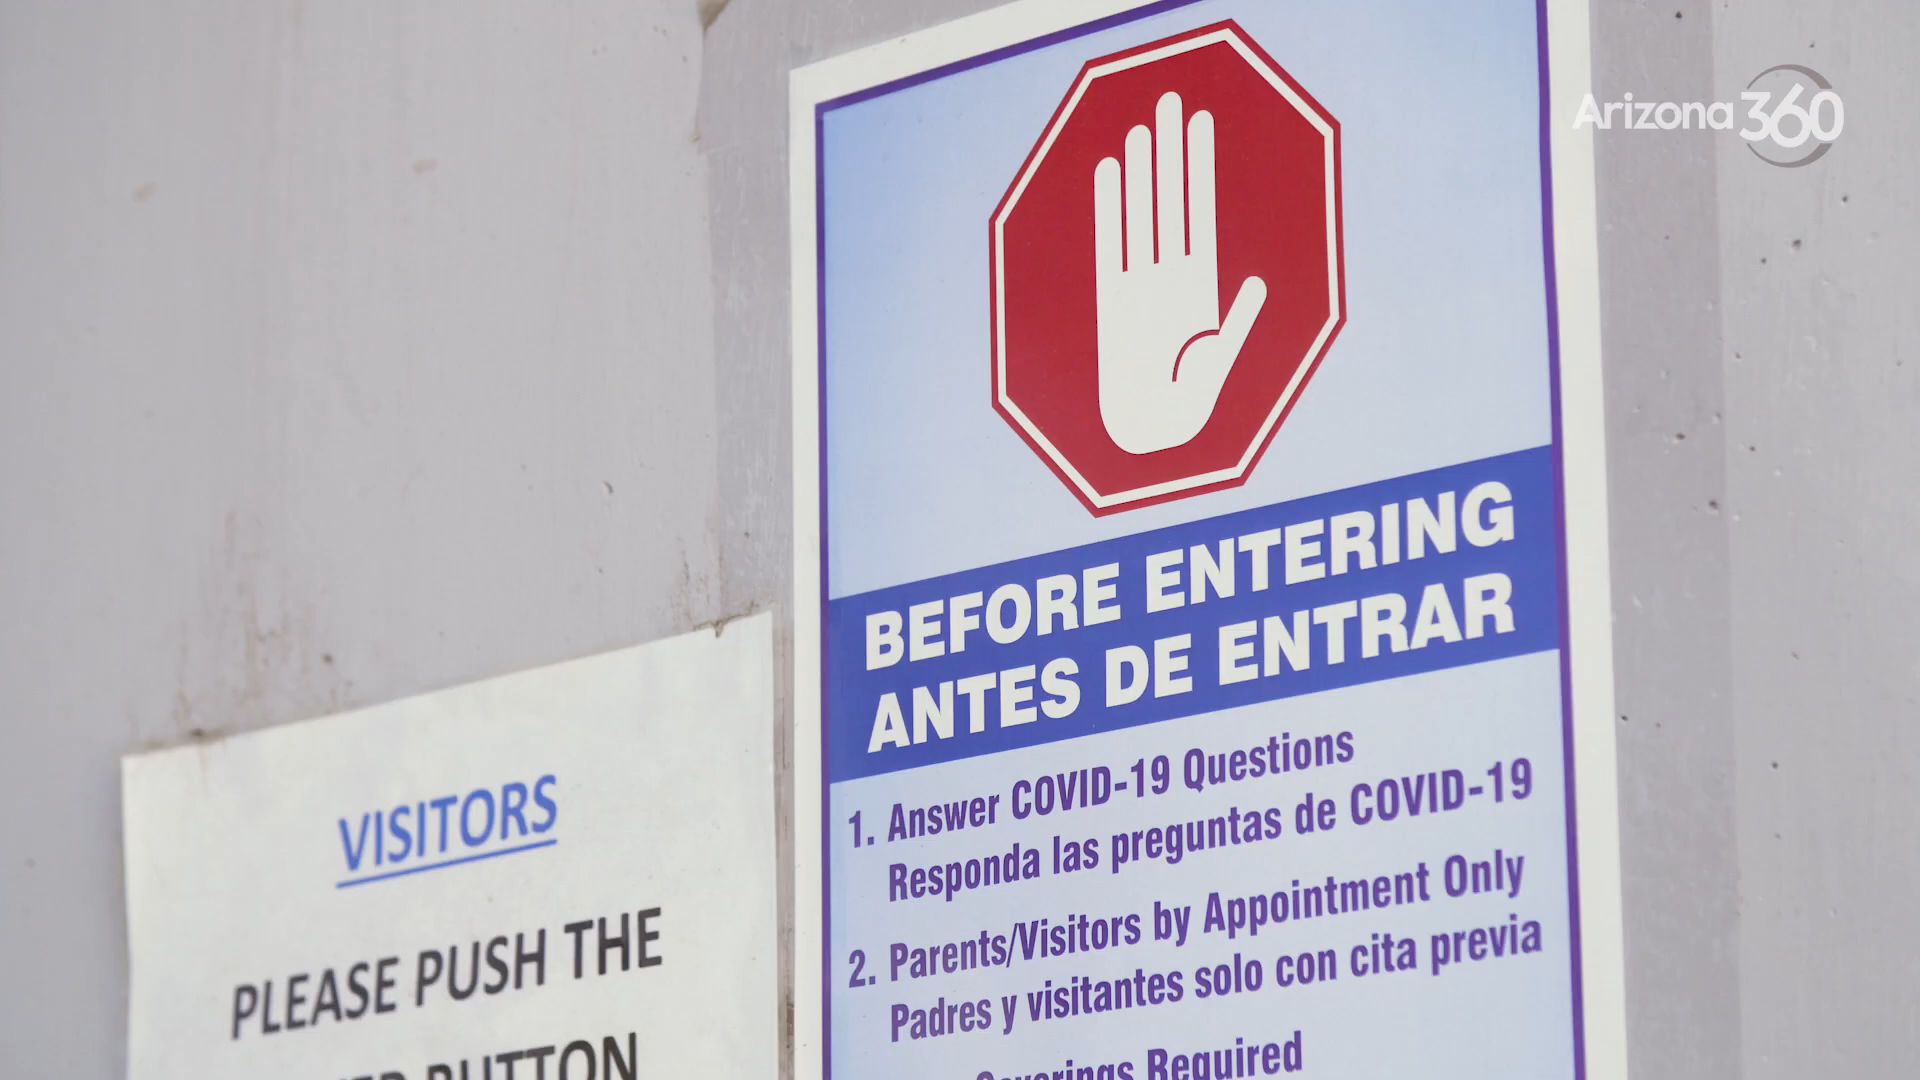 Arizona 360
BEFORE ENTERING
ANTES DE ENTRAR
1. Answer COVID-19 Questions
Responda las preguntas de COVID-19
2. Parents/Visitors by Appointment Only
Padres y visitantes solo con cita previa
Coverings Required
VISITORS
PLEASE PUSH THE
BUTTON